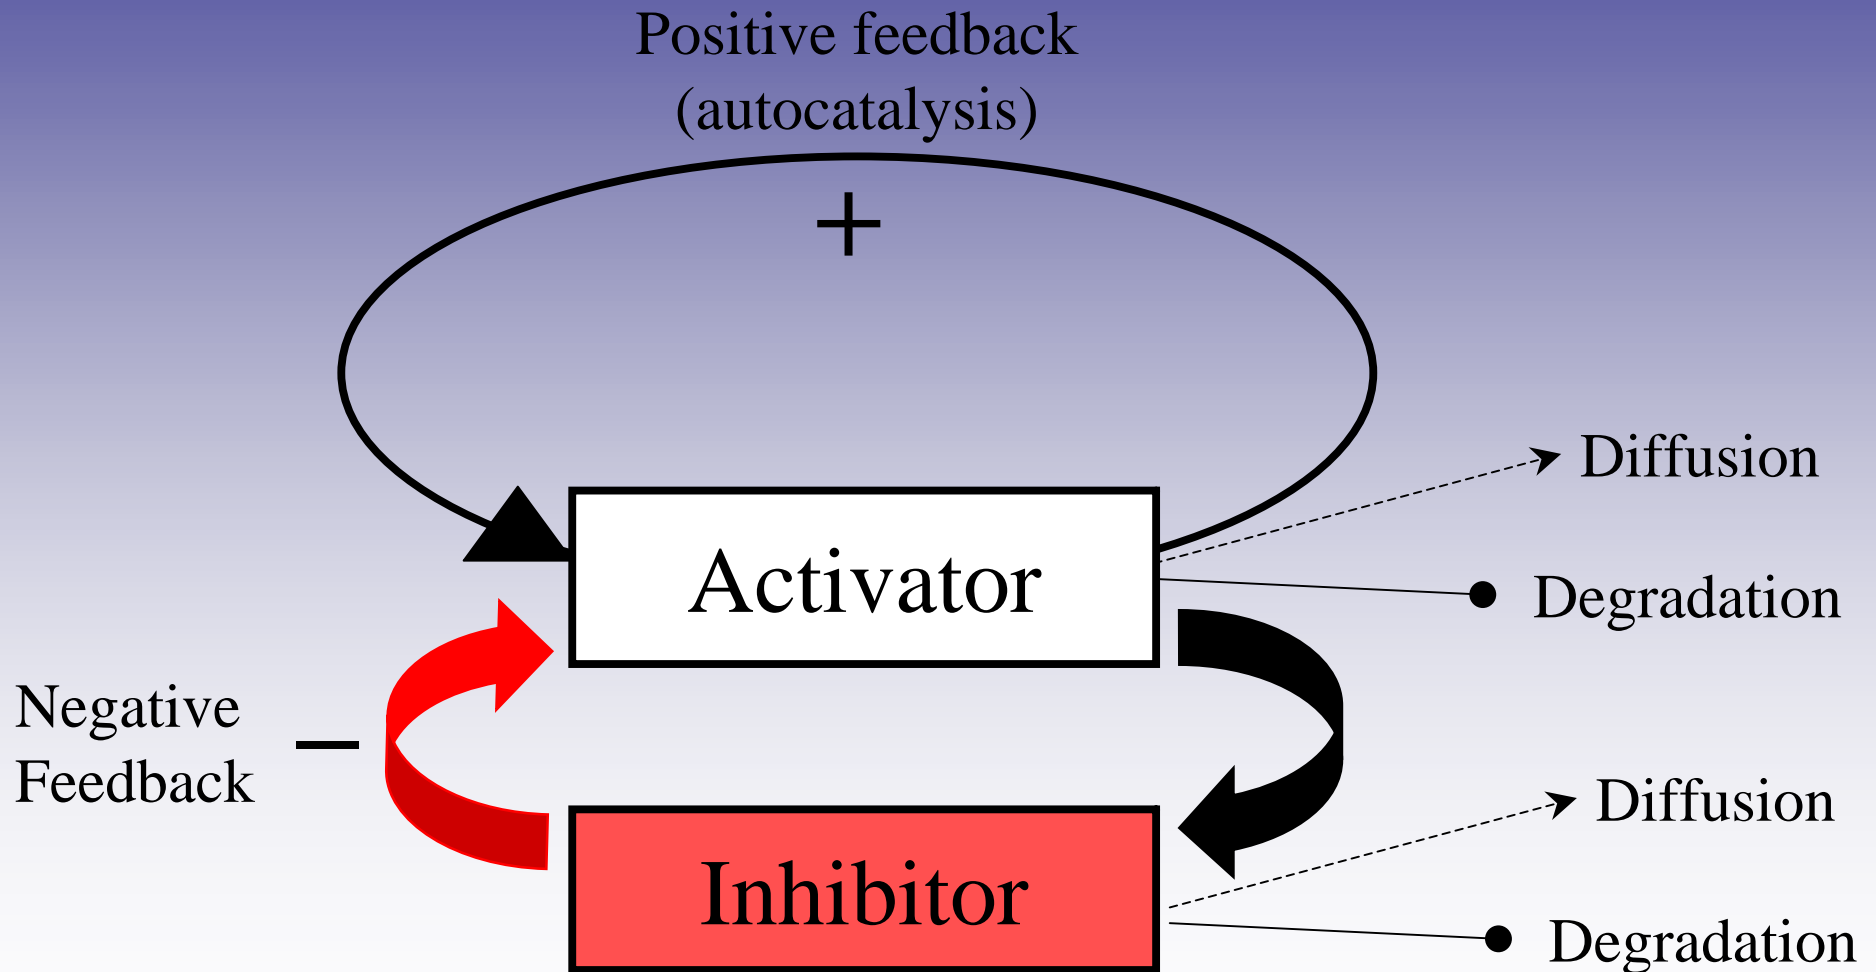 Positive feedback
(autocatalysis)
+
Diffusion
Activator
Degradation
Negative
Feedback
–
Diffusion
Inhibitor
Degradation